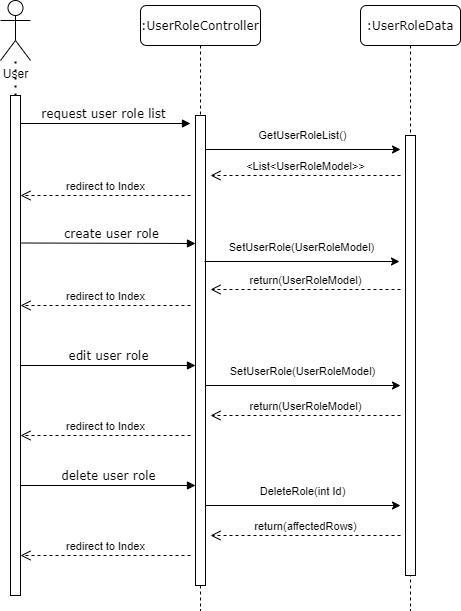 :UserRoleController
:UserRoleData
User
request user role list
GetUserRoleList()
<List<UserRoleModel>>
redirect to Index
create user role
SetUserRole(UserRoleModel)
return(UserRoleModel)
redirect to Index
edit user role
SetUserRole(UserRoleModel)
return(UserRoleModel)
redirect to Index
delete user role
DeleteRole(int Id)
return(affectedRows)
redirect to Index